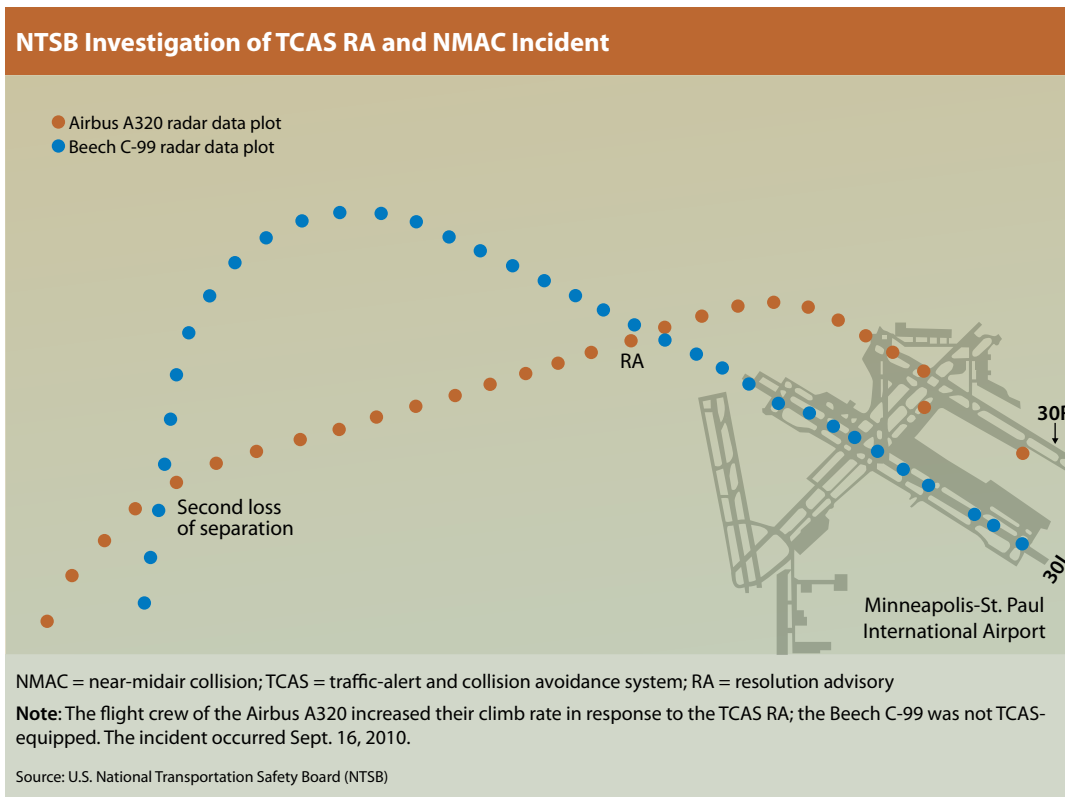 NTSB Investigation of TCAS RA and NMAC Incident
Airbus A320 radar data plot
Beech C-99 radar data plot
RA
30R
Second loss
of separation
30L
Minneapolis-St. Paul
International Airport
NMAC = near-midair collision; TCAS = traffic-alert and collision avoidance system; RA = resolution advisory
Note: The flight crew of the Airbus A320 increased their climb rate in response to the TCAS RA; the Beech C-99 was not TCAS-
equipped. The incident occurred Sept. 16, 2010.
Source: U.S. National Transportation Safety Board (NTSB)